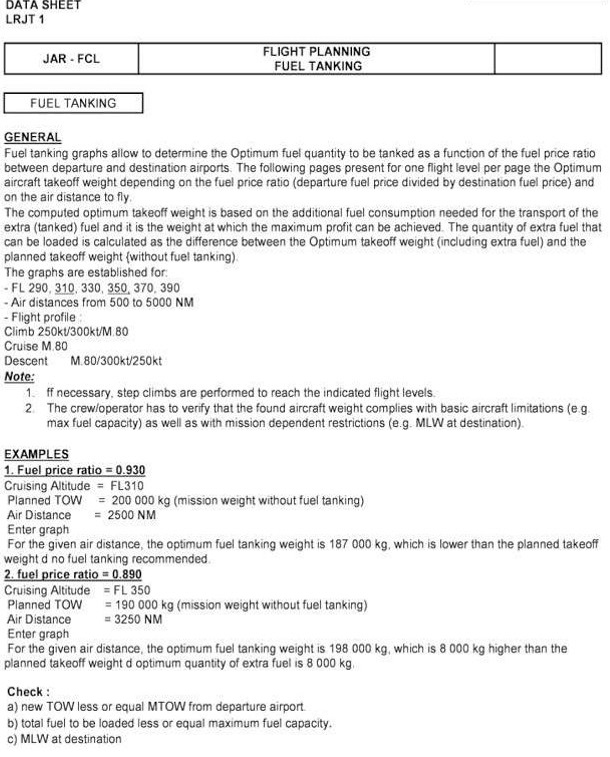 DATA SHEET
LRJT 1
JAR - FCL
FLIGHT PLANNING
FUEL TANKING
FUEL TANKING
GENERAL
Fuel tanking graphs allow to determine the Optimum fuel quantity to be tanked as a function of the fuel price ratio
between departure and destination airports. The following pages present for one flight level per page the Optimum
aircraft takeoff weight depending on the fuel price ratio (departure fuel price divided by destination fuel price) and
on the air distance to fly.
The computed optimum takeoff weight is based on the additional fuel consumption needed for the transport of the
extra (tanked) fuel and it is the weight at which the maximum profit can be achieved. The quantity of extra fuel that
can be loaded is calculated as the difference between the Optimum takeoff weight (including extra fuel) and the
planned takeoff weight {without fuel tanking).
The graphs are established for:
- FL 290, 310, 330, 350, 370, 390
- Air distances from 500 to 5000 NM
- Flight profile :
Climb 250kt/300kt/M.80
Cruise M.80
Descent M.80/300kt/250kt
Note:
1. ff necessary, step climbs are performed to reach the indicated flight levels.
2. The crew/operator has to verify that the found aircraft weight complies with basic aircraft limitations (e g.
max fuel capacity) as well as with mission dependent restrictions (e.g. MLW at destination).
EXAMPLES
1. Fuel price ratio = 0.930
Cruising Altitude = FL310
Planned TOW = 200 000 kg (mission weight without fuel tanking)
Air Distance = 2500 NM
Enter graph
For the given air distance, the optimum fuel tanking weight is 187 000 kg, which is lower than the planned takeoff
weight d no fuel tanking recommended.
2. fuel price ratio = 0.890
Cruising Altitude = FL 350
Planned TOW = 190 000 kg (mission weight without fuel tanking)
Air Distance = 3250 NM
Enter graph
For the given air distance, the optimum fuel tanking weight is 198 000 kg, which is 8 000 kg higher than the
planned takeoff weight d optimum quantity of extra fuel is 8 000 kg.
Check :
a) new TOW less or equal MTOW from departure airport.
b) total fuel to be loaded less or equal maximum fuel capacity.
c) MLW at destination